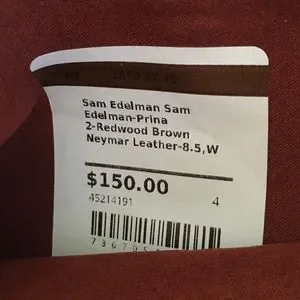 Sam Edelman Sam
Edelman-Prina
2-Redwood Brown
Neymar Leather-8.5,W
$150.00
45214191 4